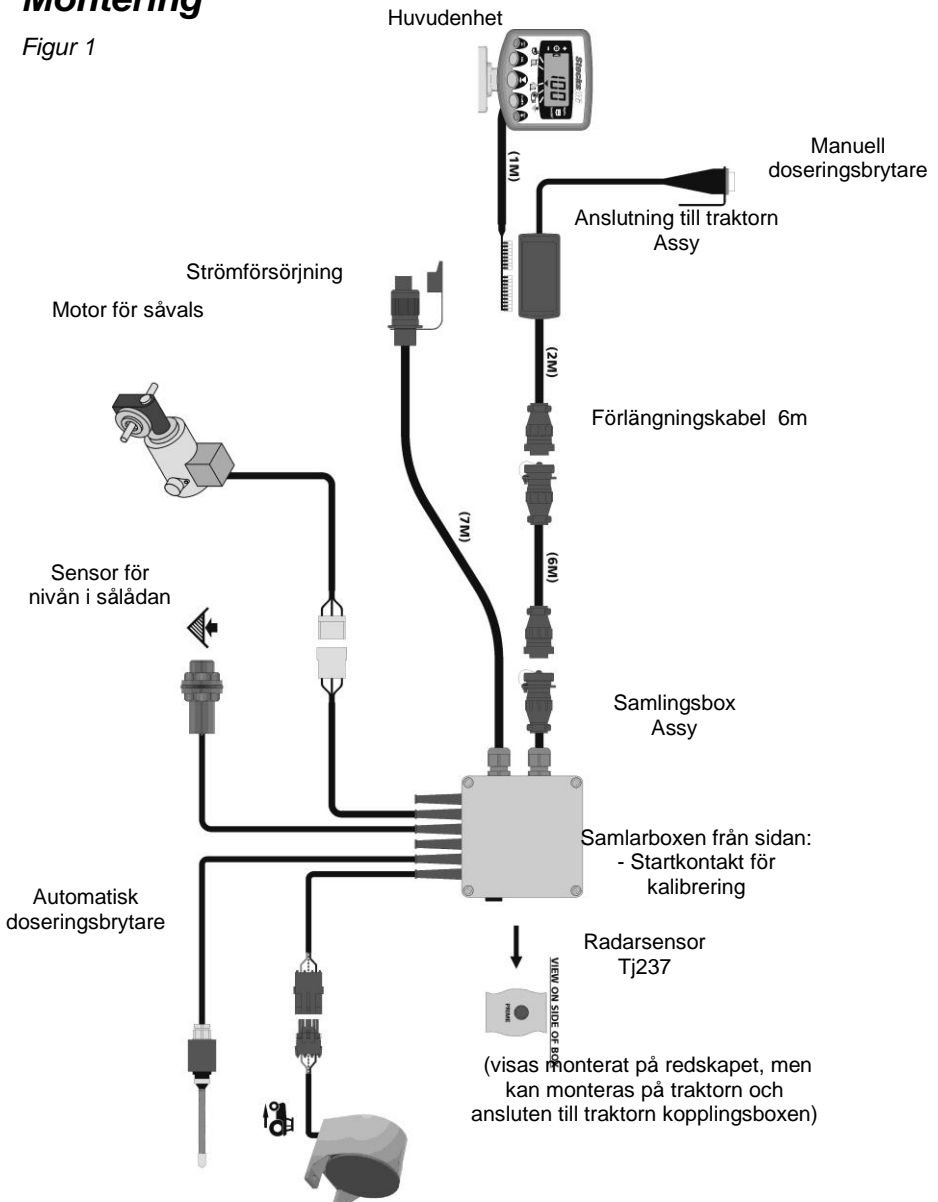 Montering
Figur 1
Huvudenhet
Stocks
100
(1M)
Manuell
doseringsbrytare
Anslutning till traktorn
Assy
Strömförsörjning
Motor för såvals
(2M)
Förlängningskabel 6m
(7M)
(6M)
Sensor för
nivån i sålådan
Samlingsbox
Assy
Samlarboxen från sidan:
- Startkontakt för
kalibrering
Automatisk
doseringsbrytare
Radarsensor
Tj237
VIEW ON SIDE OF BOX
PRIME
(visas monterat på redskapet, men
kan monteras på traktorn och
ansluten till traktorn kopplingsboxen)